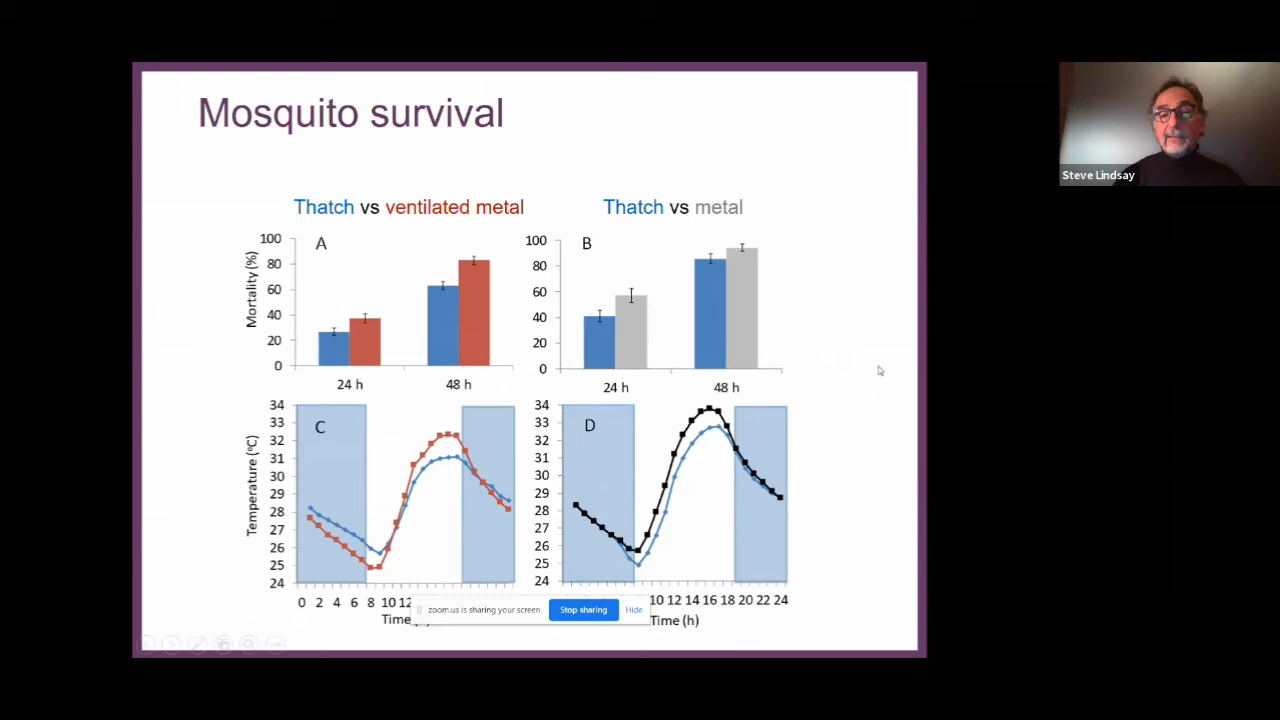 Mosquito survival
Steve Lindsay
Thatch vs ventilated metal
Thatch vs metal
A
Mortality (%)
100
80
60
40
20
0
24 h
48 h
B
100
80
60
40
20
0
24 h
48 h
C
Temperature (°C)
34
33
32
31
30
29
28
27
26
25
24
0 2 4 6 8 10 12
Time
D
34
33
32
31
30
29
28
27
26
25
24
10 12 14 16 18 20 22 24
Time (h)
zoom.us is sharing your screen.
Stop sharing
Hide